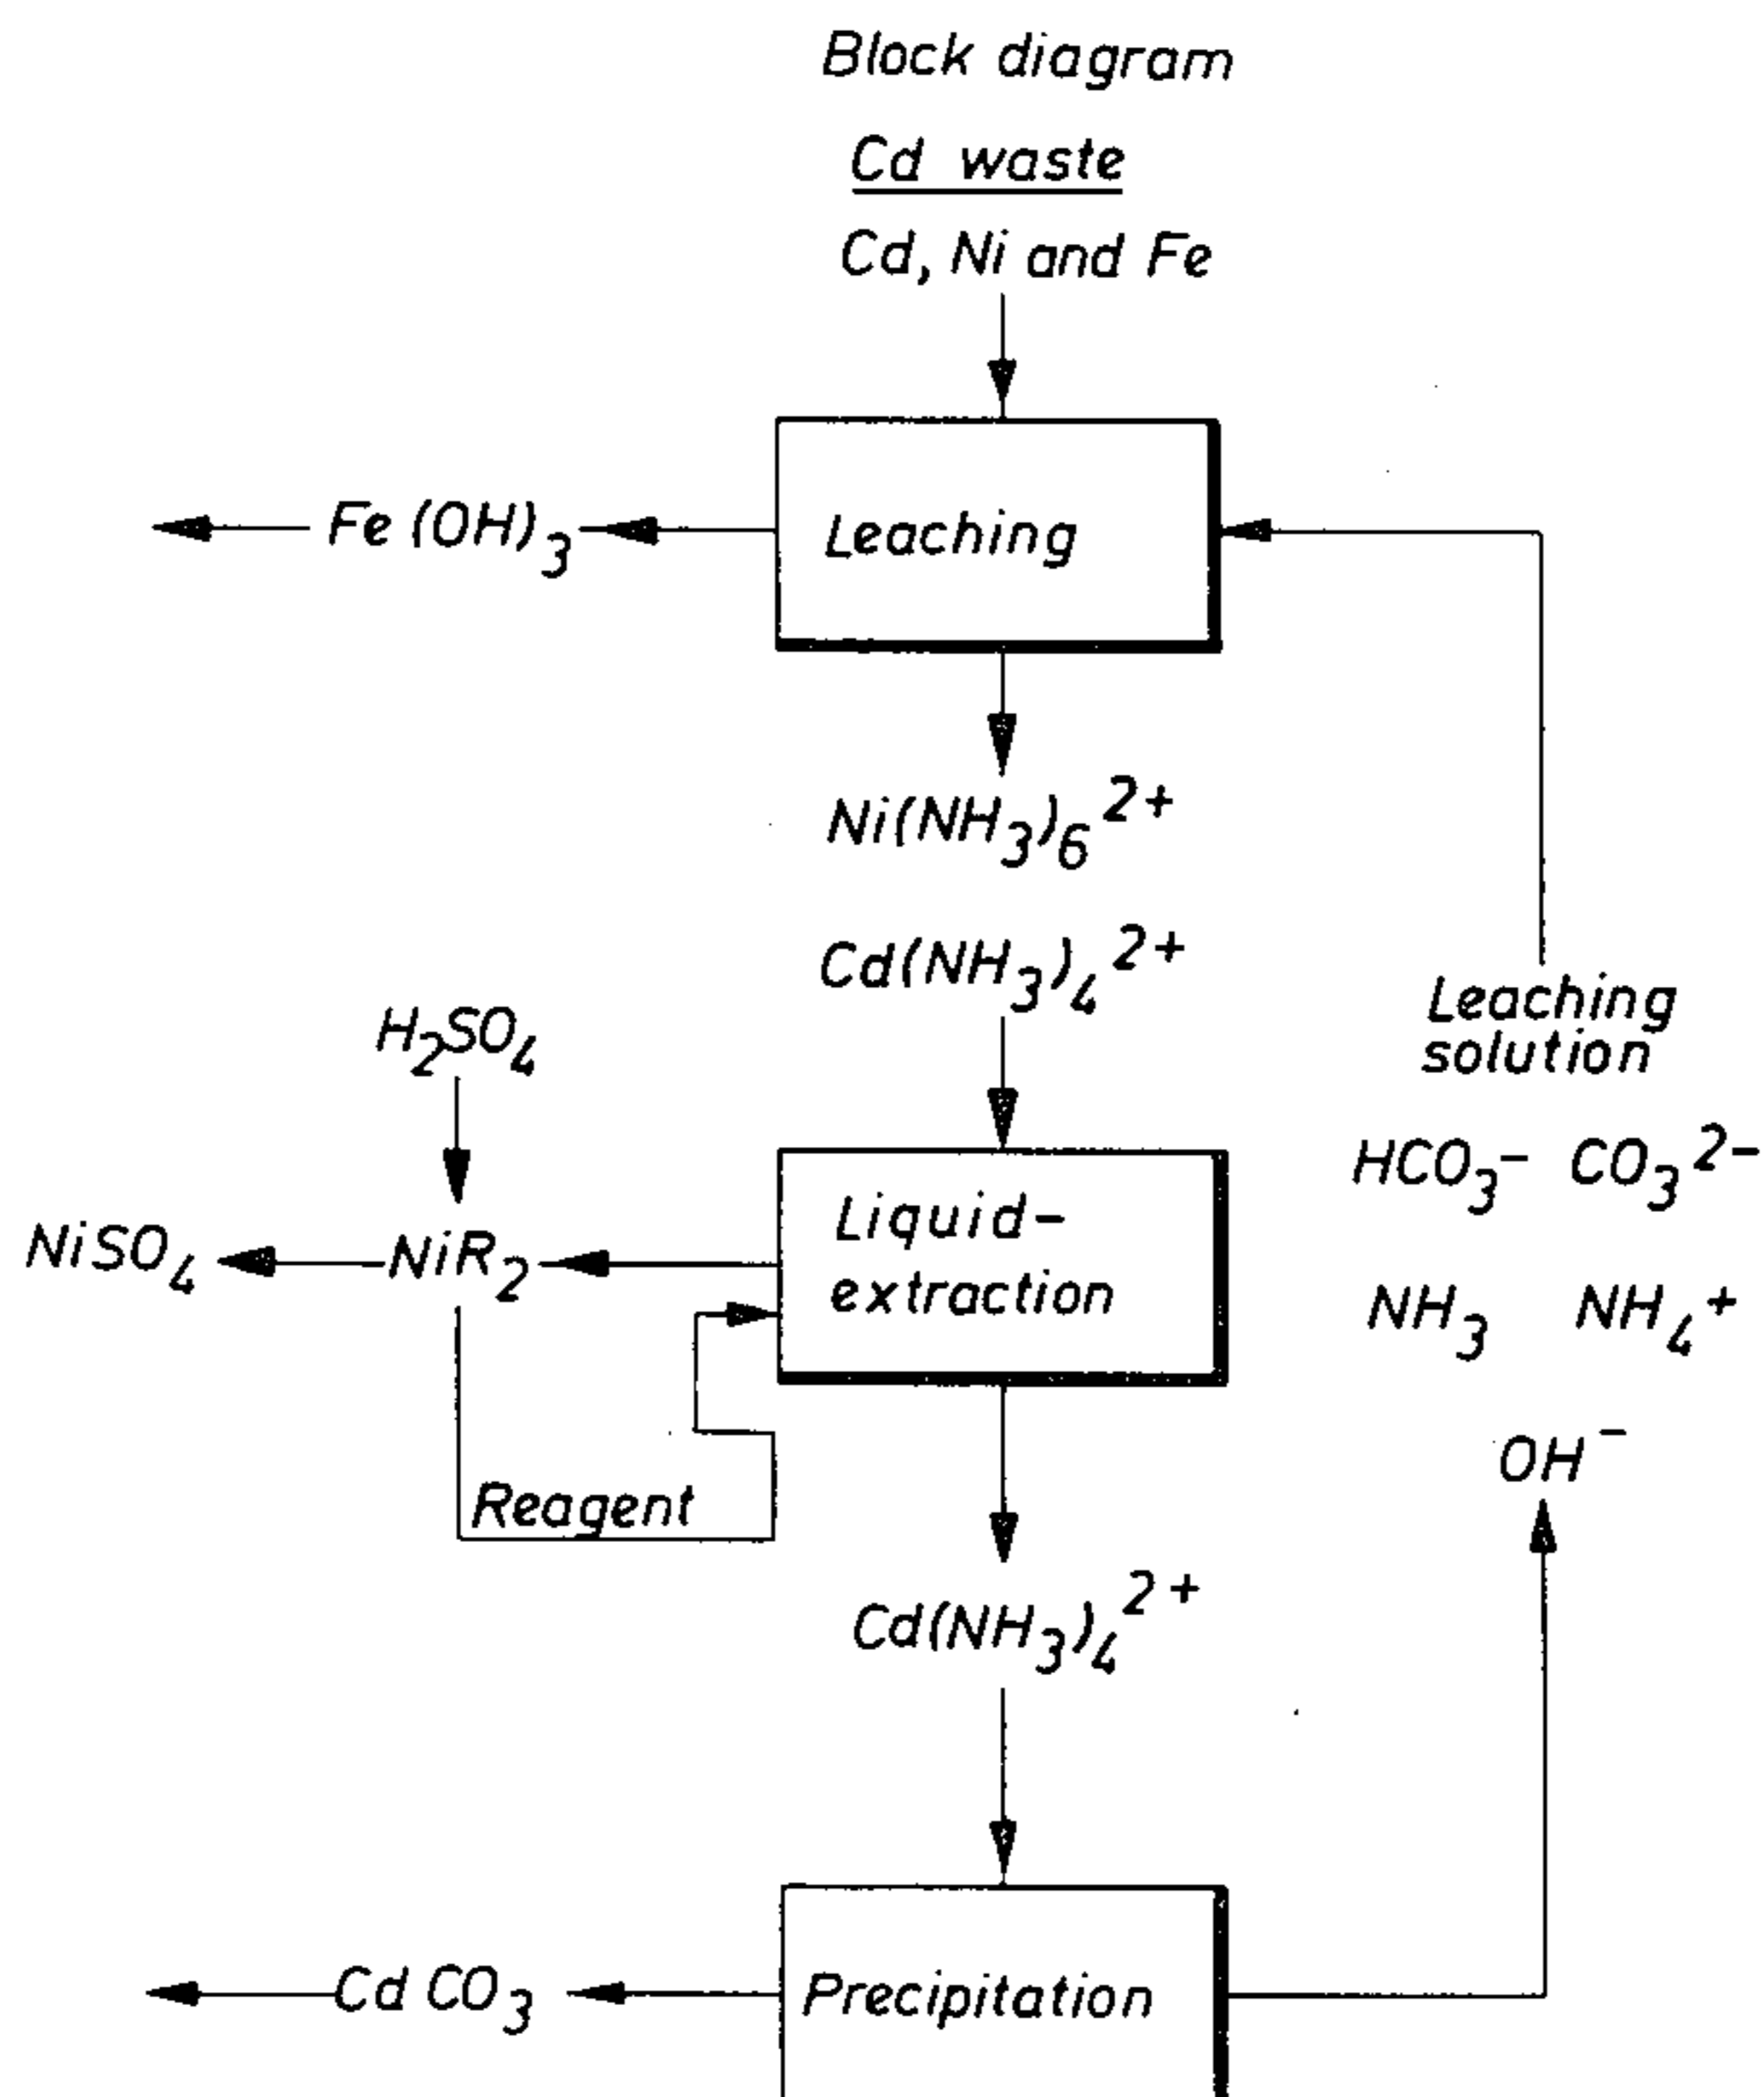 Block diagram
Cd waste
Cd, Ni and Fe
Fe (OH)3
Leaching
Ni(NH3)6 2+
Cd(NH3)4 2+
H2SO4
Leaching
solution
HCO3- CO3 2-
NiSO4
NiR2
Liquid-
extraction
NH3 NH4+
OH-
Reagent
Cd(NH3)4 2+
Cd CO3
Precipitation